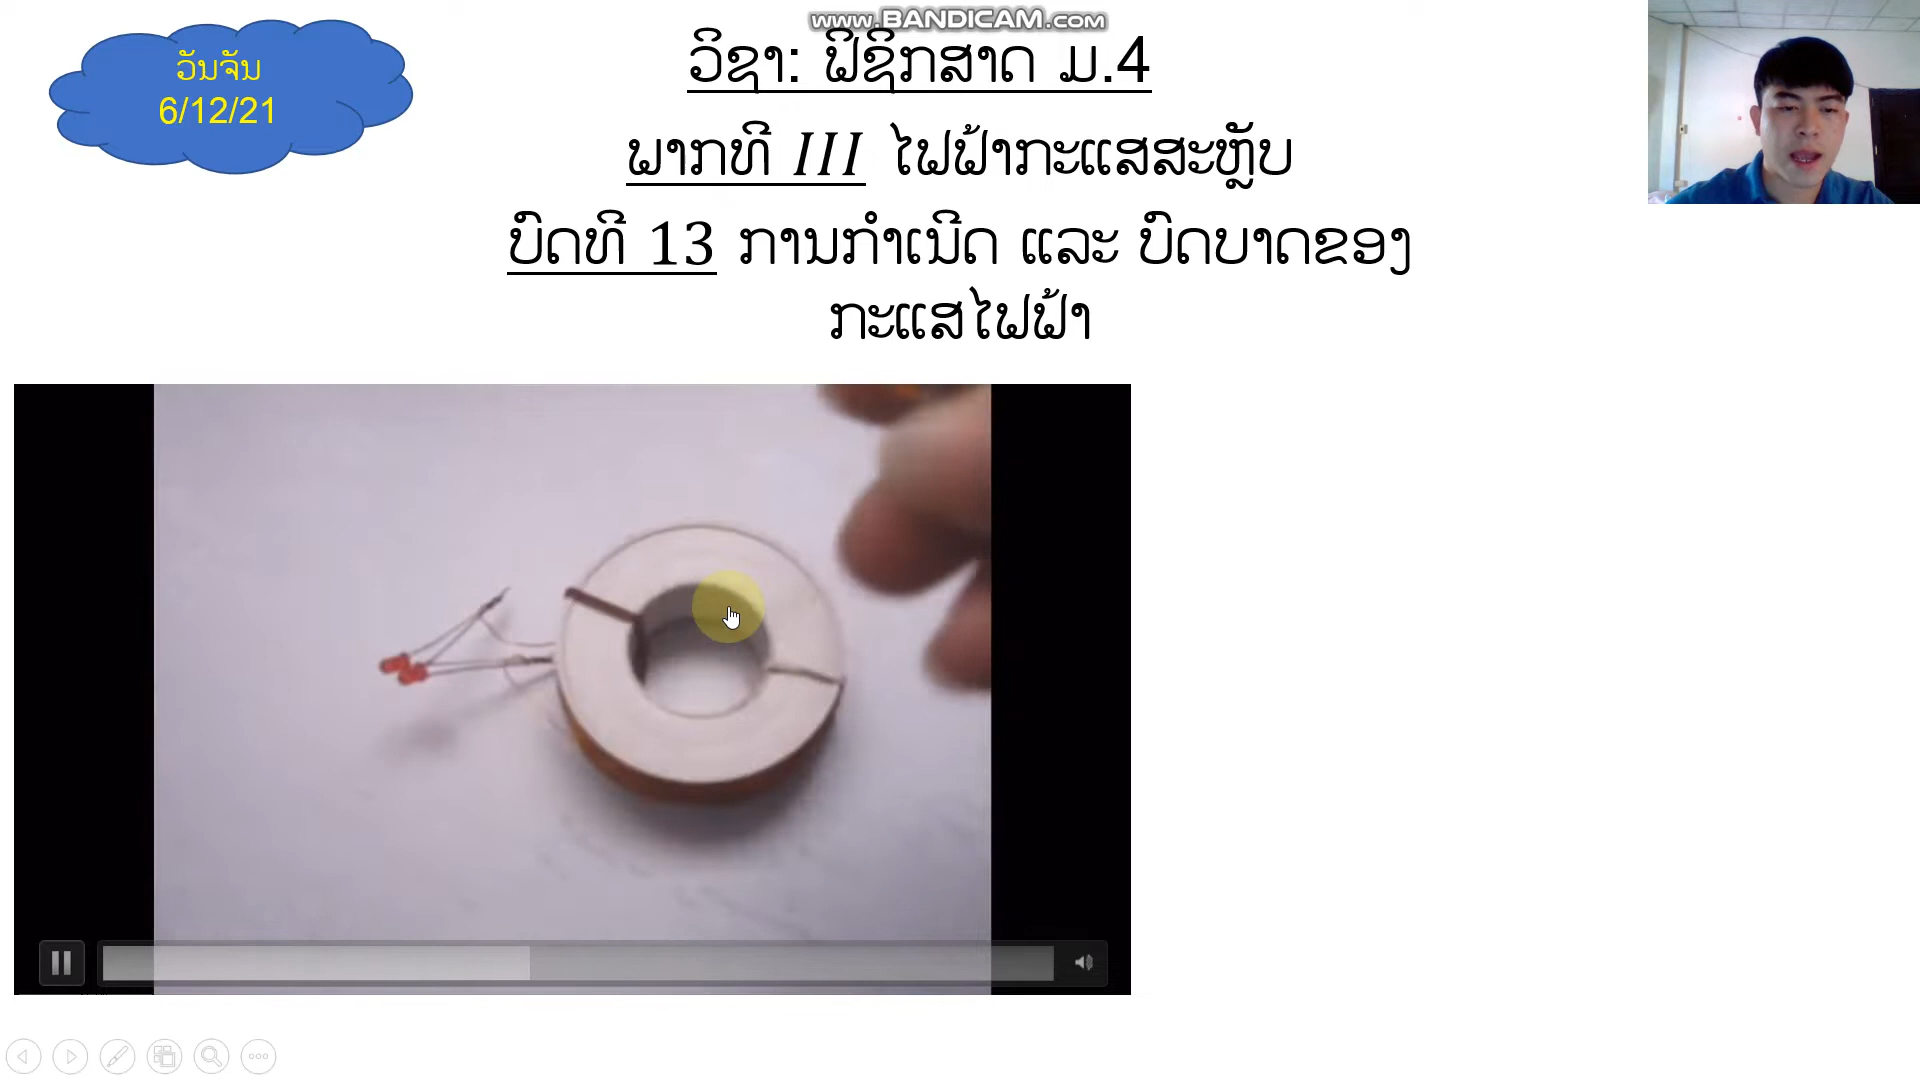 www.BANDICAM.com
ວັນຈັນ
6/12/21
ວິຊາ: ຟີຊິກສາດ ມ.4
ພາກທີ III ໄຟຟ້າກະແສສະຫຼັບ
ບົດທີ 13 ການກຳເນີດ ແລະ ບົດບາດຂອງ
ກະແສໄຟຟ້າ